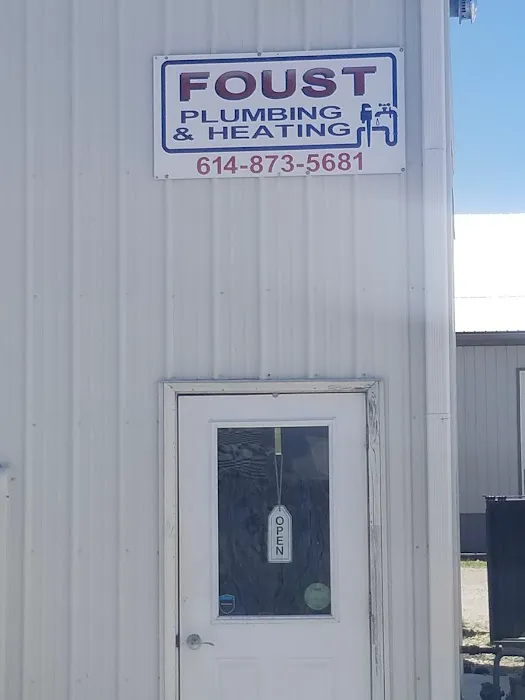 FOUST
PLUMBING
& HEATING
614-873-5681
OPEN